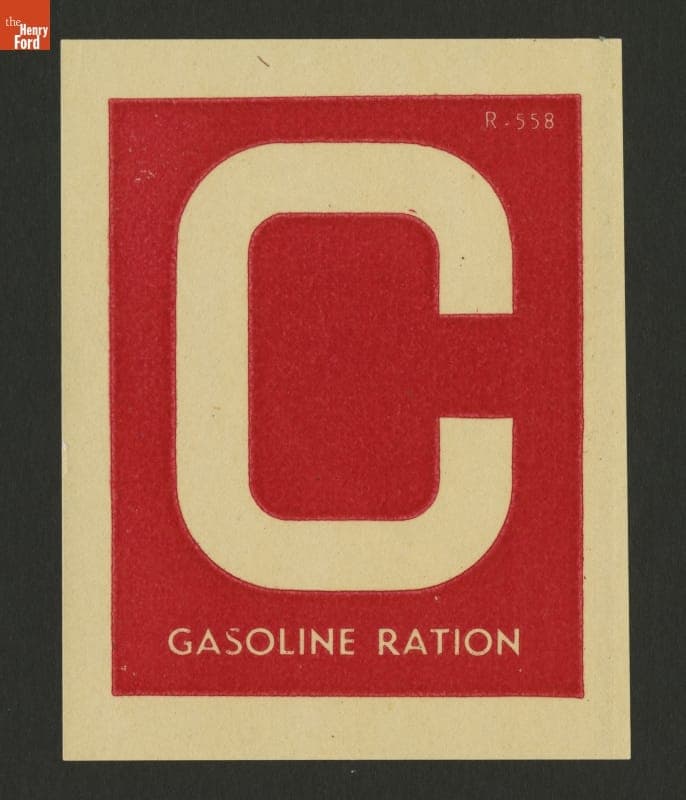 the
Henry
Ford
R-558
C
GASOLINE RATION